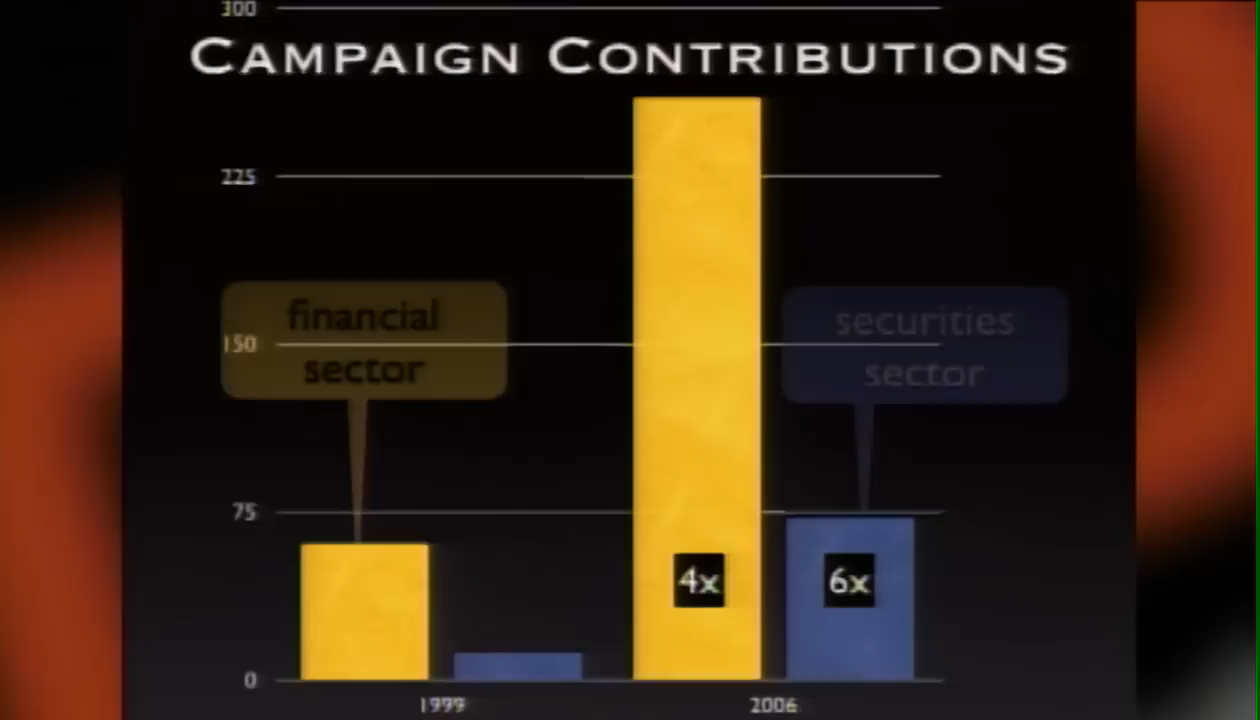 300
CAMPAIGN CONTRIBUTIONS
225
financial
sector
securities
sector
150
75
4x
6x
0
1999
2006